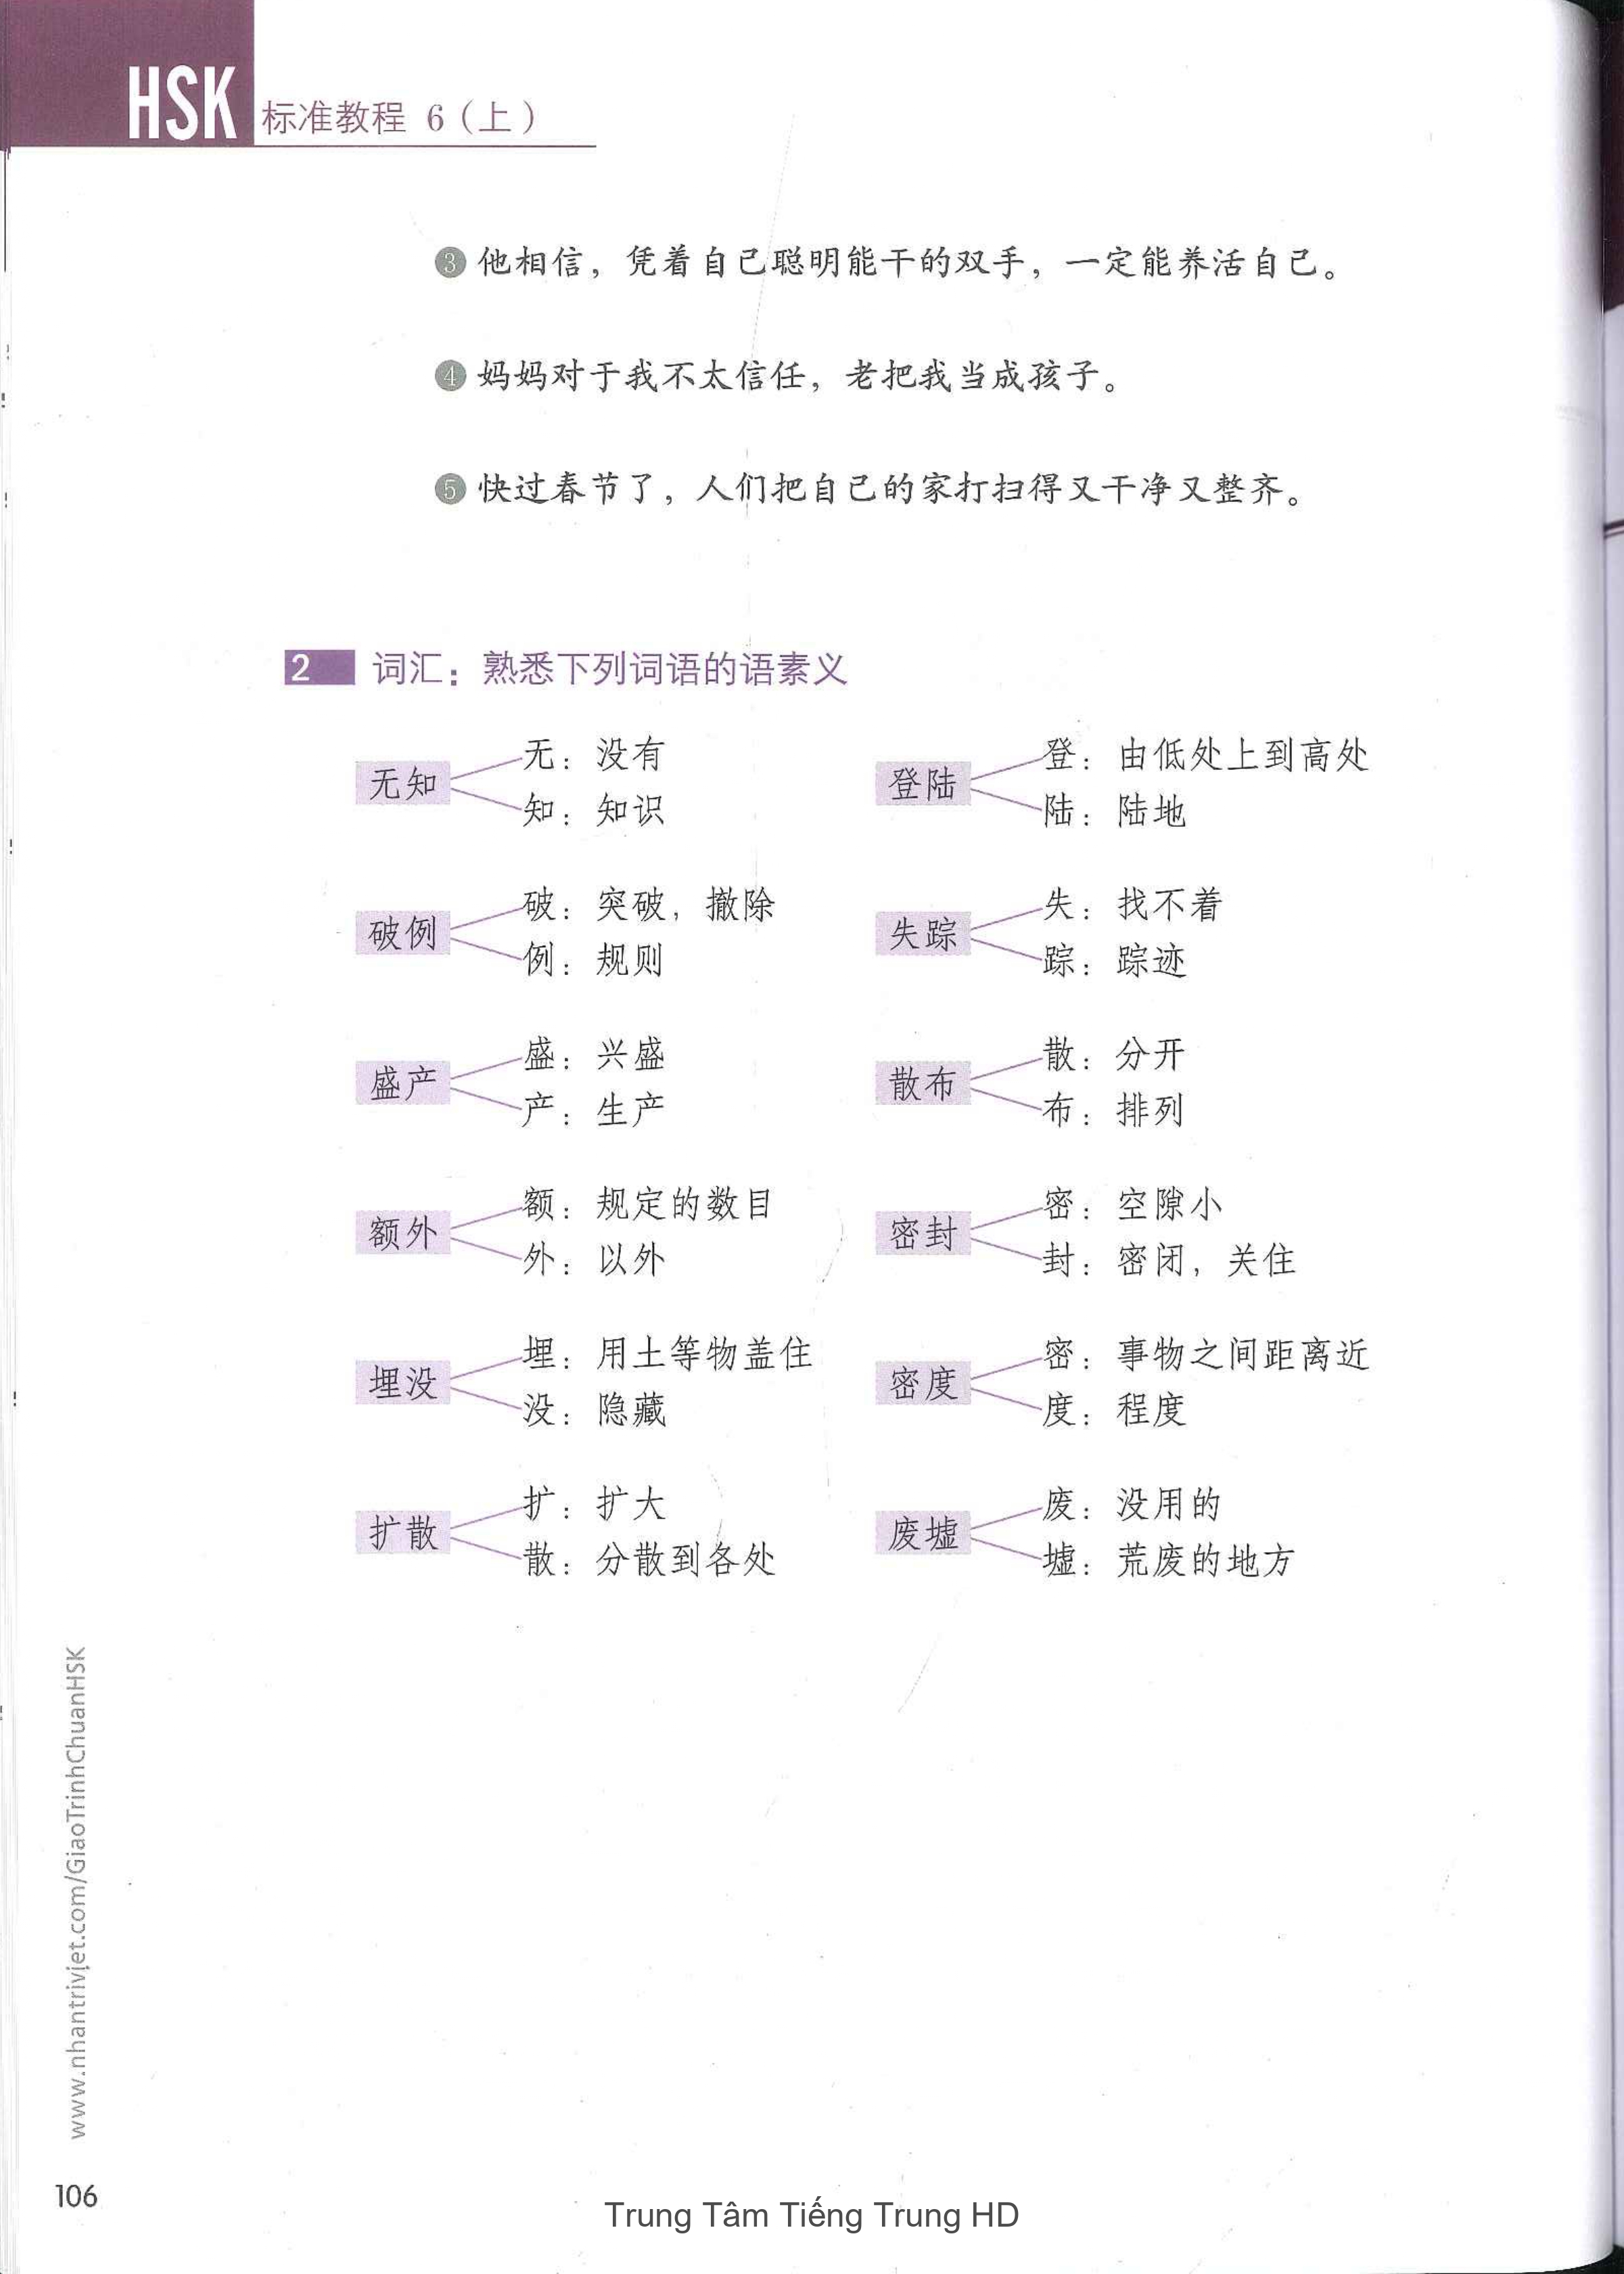 HSK 标准教程 6（上）
③ 他相信，凭着自己聪明能干的双手，一定能养活自己。
④ 妈妈对于我不太信任，老把我当成孩子。
⑤ 快过春节了，人们把自己的家打扫得又干净又整齐。
2 词汇：熟悉下列词语的语素义
无知
无：没有
知：知识
登陆
登：由低处上到高处
陆：陆地
破例
破：突破，撤除
例：规则
失踪
失：找不着
踪：踪迹
盛产
盛：兴盛
产：生产
散布
散：分开
布：排列
额外
额：规定的数目
外：以外
密封
密：空隙小
封：密闭，关住
埋没
埋：用土等物盖住
没：隐藏
密度
密：事物之间距离近
度：程度
扩散
扩：扩大
散：分散到各处
废墟
废：没用的
墟：荒废的地方
www.nhantriviet.com/GiaoTrinhChuanHSK
106
Trung Tâm Tiếng Trung HD